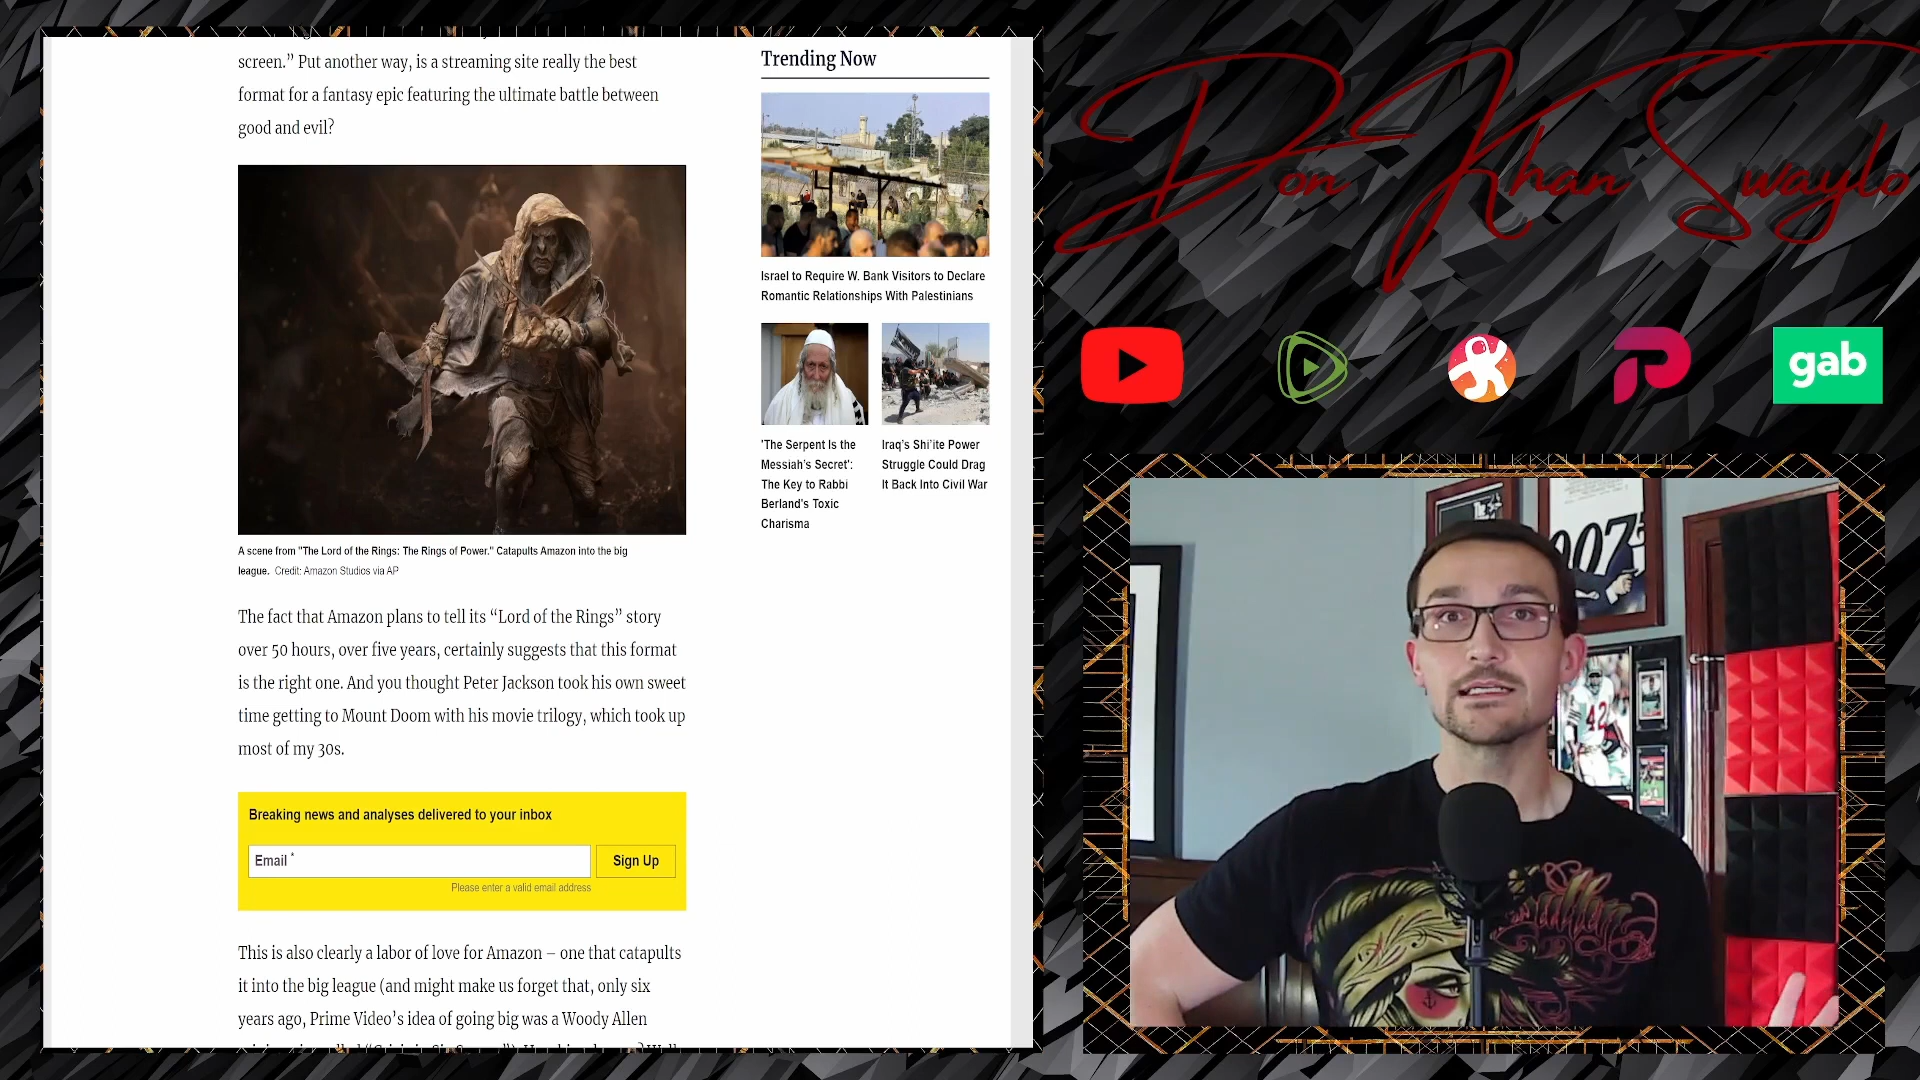 screen.” Put another way, is a streaming site really the best
format for a fantasy epic featuring the ultimate battle between
good and evil?
A scene from "The Lord of the Rings: The Rings of Power." Catapults Amazon into the big
league. Credit: Amazon Studios via AP
The fact that Amazon plans to tell its “Lord of the Rings” story
over 50 hours, over five years, certainly suggests that this format
is the right one. And you thought Peter Jackson took his own sweet
time getting to Mount Doom with his movie trilogy, which took up
most of my 30s.
Breaking news and analyses delivered to your inbox
Email *
Sign Up
Please enter a valid email address
This is also clearly a labor of love for Amazon – one that catapults
it into the big league (and might make us forget that, only six
years ago, Prime Video’s idea of going big was a Woody Allen
Trending Now
Israel to Require W. Bank Visitors to Declare
Romantic Relationships With Palestinians
'The Serpent Is the
Messiah’s Secret':
The Key to Rabbi
Berland's Toxic
Charisma
Iraq’s Shi’ite Power
Struggle Could Drag
It Back Into Civil War
Don Khan Swaylo
gab
007
42